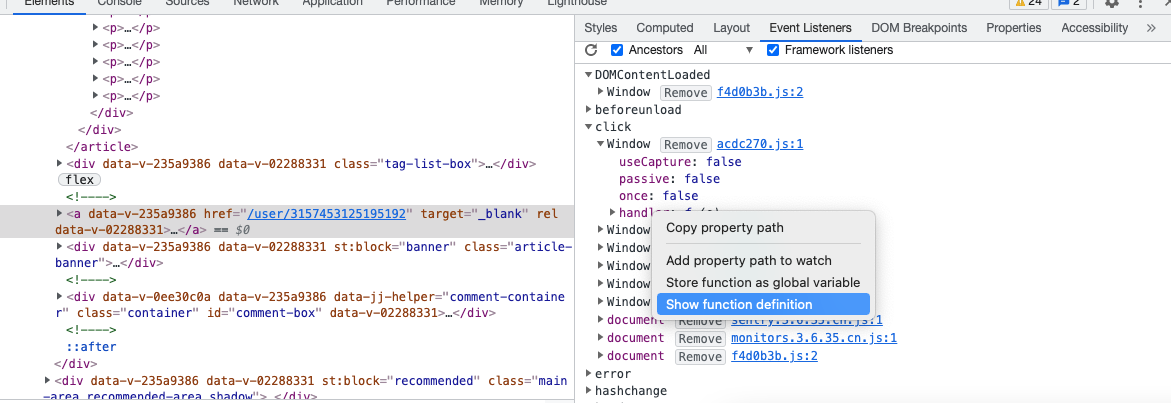 Elements Console Sources Network Application Performance Memory Lighthouse 24 2
<p>…</p>
<p>…</p>
<p>…</p>
<p>…</p>
<p>…</p>
</div>
</div>
</article>
<div data-v-235a9386 data-v-02288331 class="tag-list-box">…</div>
flex
<!---->
<a data-v-235a9386 href="/user/3157453125195192" target="_blank" rel
data-v-02288331>…</a> == $0
<div data-v-235a9386 data-v-02288331 st:block="banner" class="article-
banner">…</div>
<!---->
<div data-v-0ee30c0a data-v-235a9386 data-jj-helper="comment-containe
r" class="container" id="comment-box" data-v-02288331>…</div>
<!---->
::after
</div>
<div data-v-235a9386 data-v-02288331 st:block="recommended" class="main
-area recommended-area shadow">…</div>
Styles Computed Layout Event Listeners DOM Breakpoints Properties Accessibility »
Ancestors All Framework listeners
DOMContentLoaded
Window Remove f4d0b3b.js:2
beforeunload
click
Window Remove acdc270.js:1
useCapture: false
passive: false
once: false
handler: f (e)
Window
Window
Window
Window
Window
Copy property path
Add property path to watch
Store function as global variable
Show function definition
document Remove sentry.3.6.35.cn.js:1
document Remove monitors.3.6.35.cn.js:1
document Remove f4d0b3b.js:2
error
hashchange